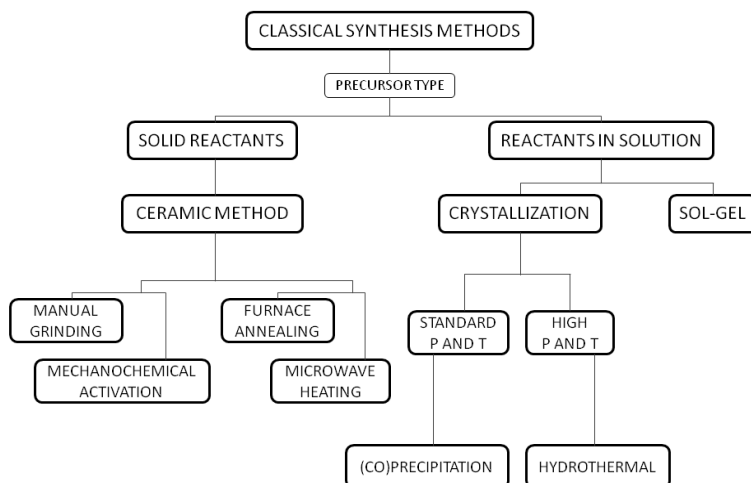 CLASSICAL SYNTHESIS METHODS
PRECURSOR TYPE
SOLID REACTANTS
REACTANTS IN SOLUTION
CERAMIC METHOD
CRYSTALLIZATION
SOL-GEL
MANUAL
GRINDING
FURNACE
ANNEALING
STANDARD
P AND T
HIGH
P AND T
MECHANOCHEMICAL
ACTIVATION
MICROWAVE
HEATING
(CO)PRECIPITATION
HYDROTHERMAL